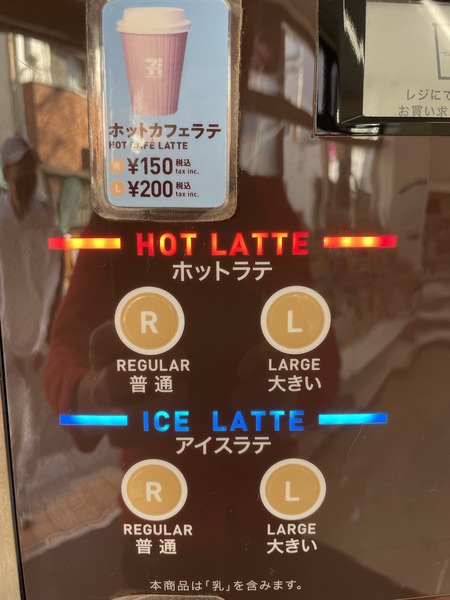 ホットカフェラテ
HOT CAFÉ LATTE
R ¥150 税込 tax inc.
L ¥200 税込 tax inc.
レジにて
お買い求
HOT LATTE
ホットラテ
R L
REGULAR LARGE
普通 大きい
ICE LATTE
アイスラテ
R L
REGULAR LARGE
普通 大きい
本商品は「乳」を含みます。